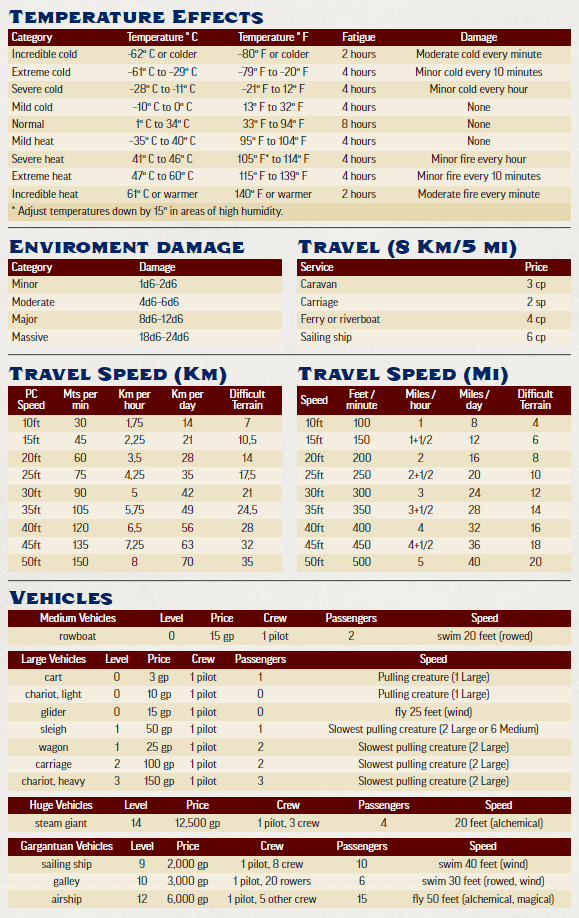 TEMPERATURE EFFECTS
Category Temperature ° C Temperature ° F Fatigue Damage
Incredible cold -62° C or colder -80° F or colder 2 hours Moderate cold every minute
Extreme cold -61° C to -29° C -79° F to -20° F 4 hours Minor cold every 10 minutes
Severe cold -28° C to -11° C -21° F to 12° F 4 hours Minor cold every hour
Mild cold -10° C to 0° C 13° F to 32° F 4 hours None
Normal 1° C to 34° C 33° F to 94° F 8 hours None
Mild heat -35° C to 40° C 95° F to 104° F 4 hours None
Severe heat 41° C to 46° C 105° F* to 114° F 4 hours Minor fire every hour
Extreme heat 47° C to 60° C 115° F to 139° F 4 hours Minor fire every 10 minutes
Incredible heat 61° C or warmer 140° F or warmer 2 hours Moderate fire every minute
* Adjust temperatures down by 15° in areas of high humidity.
ENVIROMENT DAMAGE
Category Damage
Minor 1d6-2d6
Moderate 4d6-6d6
Major 8d6-12d6
Massive 18d6-24d6
TRAVEL (8 KM/5 MI)
Service Price
Caravan 3 cp
Carriage 2 sp
Ferry or riverboat 4 cp
Sailing ship 6 cp
TRAVEL SPEED (KM)
PC Speed Mts per min Km per hour Km per day Difficult Terrain
10ft 30 1,75 14 7
15ft 45 2,25 21 10,5
20ft 60 3,5 28 14
25ft 75 4,25 35 17,5
30ft 90 5 42 21
35ft 105 5,75 49 24,5
40ft 120 6,5 56 28
45ft 135 7,25 63 32
50ft 150 8 70 35
TRAVEL SPEED (MI)
Speed Feet / minute Miles / hour Miles / day Difficult Terrain
10ft 100 1 8 4
15ft 150 1+1/2 12 6
20ft 200 2 16 8
25ft 250 2+1/2 20 10
30ft 300 3 24 12
35ft 350 3+1/2 28 14
40ft 400 4 32 16
45ft 450 4+1/2 36 18
50ft 500 5 40 20
VEHICLES
Medium Vehicles Level Price Crew Passengers Speed
rowboat 0 15 gp 1 pilot 2 swim 20 feet (rowed)
Large Vehicles Level Price Crew Passengers Speed
cart 0 3 gp 1 pilot 1 Pulling creature (1 Large)
chariot, light 0 10 gp 1 pilot 0 Pulling creature (1 Large)
glider 0 15 gp 1 pilot 0 fly 25 feet (wind)
sleigh 1 50 gp 1 pilot 1 Slowest pulling creature (2 Large or 6 Medium)
wagon 1 25 gp 1 pilot 2 Slowest pulling creature (2 Large)
carriage 2 100 gp 1 pilot 2 Slowest pulling creature (2 Large)
chariot, heavy 3 150 gp 1 pilot 3 Slowest pulling creature (2 Large)
Huge Vehicles Level Price Crew Passengers Speed
steam giant 14 12,500 gp 1 pilot, 3 crew 4 20 feet (alchemical)
Gargantuan Vehicles Level Price Crew Passengers Speed
sailing ship 9 2,000 gp 1 pilot, 8 crew 10 swim 40 feet (wind)
galley 10 3,000 gp 1 pilot, 20 rowers 6 swim 30 feet (rowed, wind)
airship 12 6,000 gp 1 pilot, 5 other crew 15 fly 50 feet (alchemical, magical)